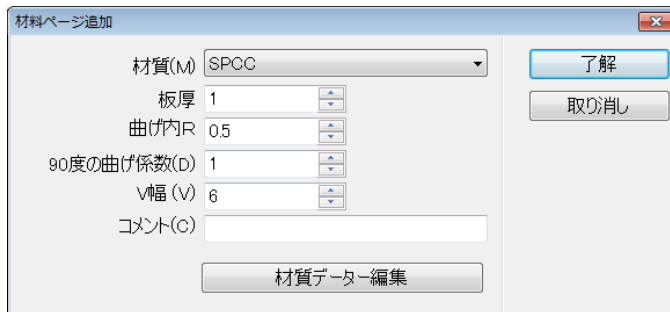 材料ページ追加
材質(M) SPCC
了解
板厚 1
取り消し
曲げ内R 0.5
90度の曲げ係数(D) 1
V幅 (V) 6
コメント(C)
材質データー編集